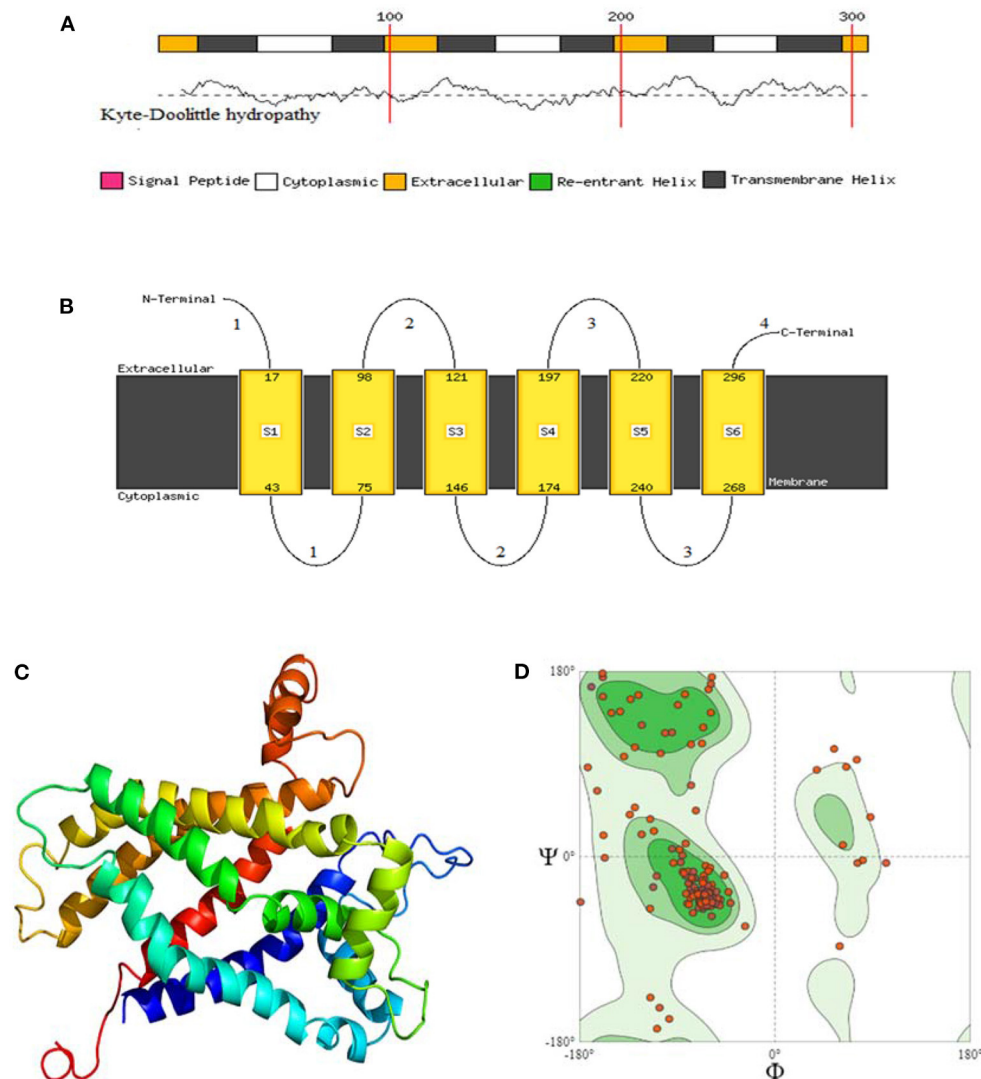 A
100 200 300
Kyte-Doolittle hydropathy
Signal Peptide Cytoplasmic Extracellular Re-entrant Helix Transmembrane Helix
B
N-Terminal 1 2 3 4 C-Terminal
Extracellular
17 98 121 197 220 296
S1 S2 S3 S4 S5 S6
43 75 146 174 240 268
Membrane
Cytoplasmic
1 2 3
C
D
180°
Ψ 0°
-180°
-180° 0° 180°
Φ